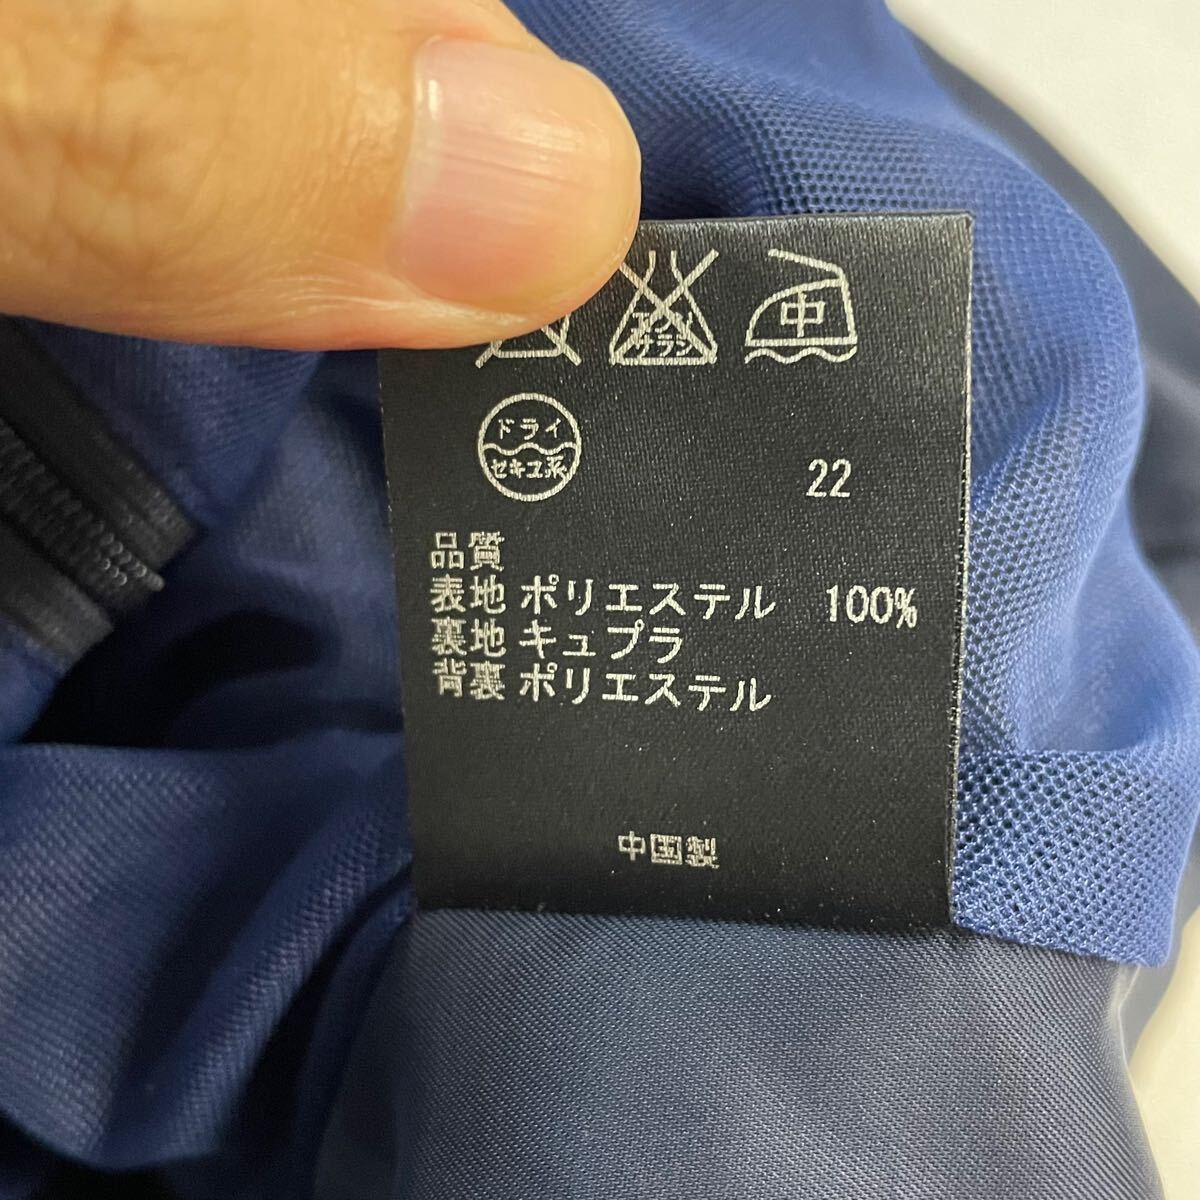 エンソ
サラシ
中
ドライ
セキユ系
22
品質
表地 ポリエステル 100%
裏地 キュプラ
背裏 ポリエステル
中国製